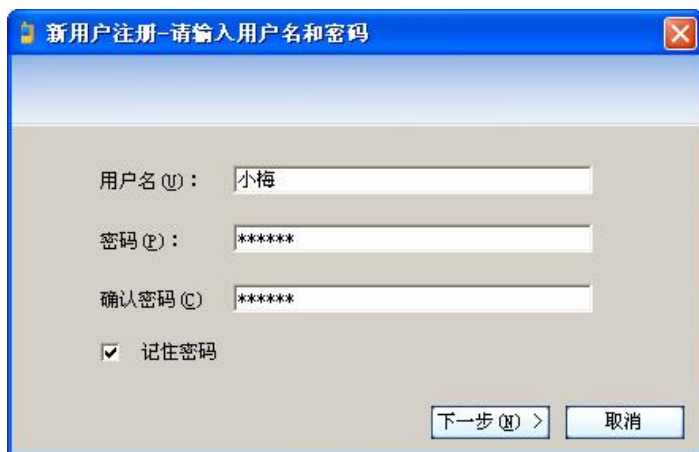 新用户注册-请输入用户名和密码
用户名(U)： 小梅
密码(P)： ******
确认密码(C) ******
记住密码
下一步(N) > 取消